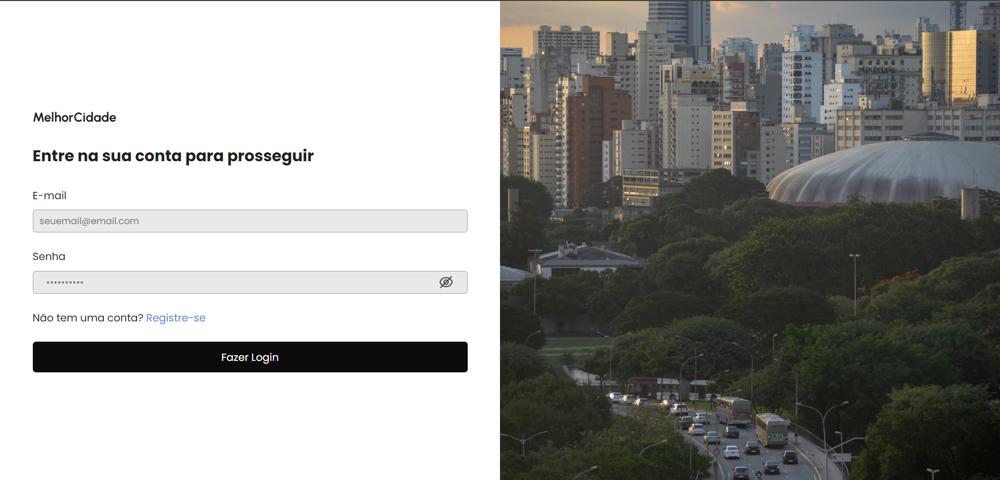 MelhorCidade
Entre na sua conta para prosseguir
E-mail
seuemail@email.com
Senha
••••••••••
Não tem uma conta? Registre-se
Fazer Login